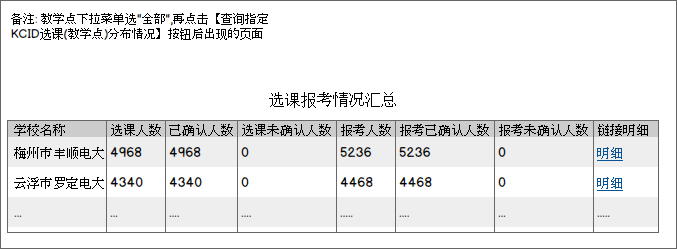 备注: 教学点下拉菜单选"全部",再点击【查询指定
KCID选课(教学点)分布情况】按钮后出现的页面
选课报考情况汇总
学校名称 选课人数 已确认人数 选课未确认人数 报考人数 报考已确认人数 报考未确认人数 链接明细
梅州市丰顺电大 4968 4968 0 5236 5236 0 明细
云浮市罗定电大 4340 4340 0 4468 4468 0 明细
... .... .... ... ..... .... ... .....